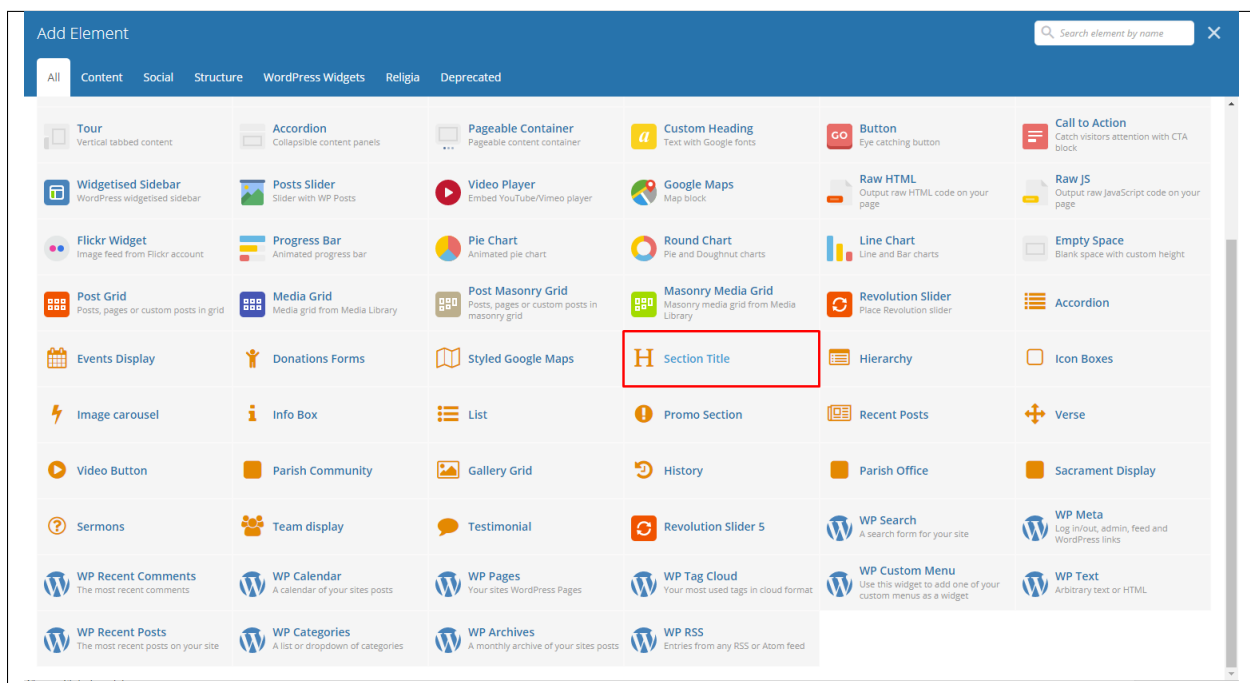 Add Element
Search element by name
All Content Social Structure WordPress Widgets Religia Deprecated
Tour
Vertical tabbed content
Accordion
Collapsible content panels
Pageable Container
Pageable content container
a
Custom Heading
Text with Google fonts
GO
Button
Eye catching button
Call to Action
Catch visitors attention with CTA
block
Widgetised Sidebar
WordPress widgetised sidebar
Posts Slider
Slider with WP Posts
Video Player
Embed YouTube/Vimeo player
Google Maps
Map block
Raw HTML
Output raw HTML code on your
page
Raw JS
Output raw JavaScript code on your
page
Flickr Widget
Image feed from Flickr account
Progress Bar
Animated progress bar
Pie Chart
Animated pie chart
Round Chart
Pie and Doughnut charts
Line Chart
Line and Bar charts
Empty Space
Blank space with custom height
Post Grid
Posts, pages or custom posts in grid
Media Grid
Media grid from Media Library
Post Masonry Grid
Posts, pages or custom posts in
masonry grid
Masonry Media Grid
Masonry media grid from Media
Library
Revolution Slider
Place Revolution slider
Accordion
Events Display
Donations Forms
Styled Google Maps
H Section Title
Hierarchy
Icon Boxes
Image carousel
Info Box
List
Promo Section
Recent Posts
Verse
Video Button
Parish Community
Gallery Grid
History
Parish Office
Sacrament Display
Sermons
Team display
Testimonial
Revolution Slider 5
WP Search
A search form for your site
WP Meta
Log in/out, admin, feed and
WordPress links
WP Recent Comments
The most recent comments
WP Calendar
A calendar of your sites posts
WP Pages
Your sites WordPress Pages
WP Tag Cloud
Your most used tags in cloud format
WP Custom Menu
Use this widget to add one of your
custom menus as a widget
WP Text
Arbitrary text or HTML
WP Recent Posts
The most recent posts on your site
WP Categories
A list or dropdown of categories
WP Archives
A monthly archive of your sites posts
WP RSS
Entries from any RSS or Atom feed